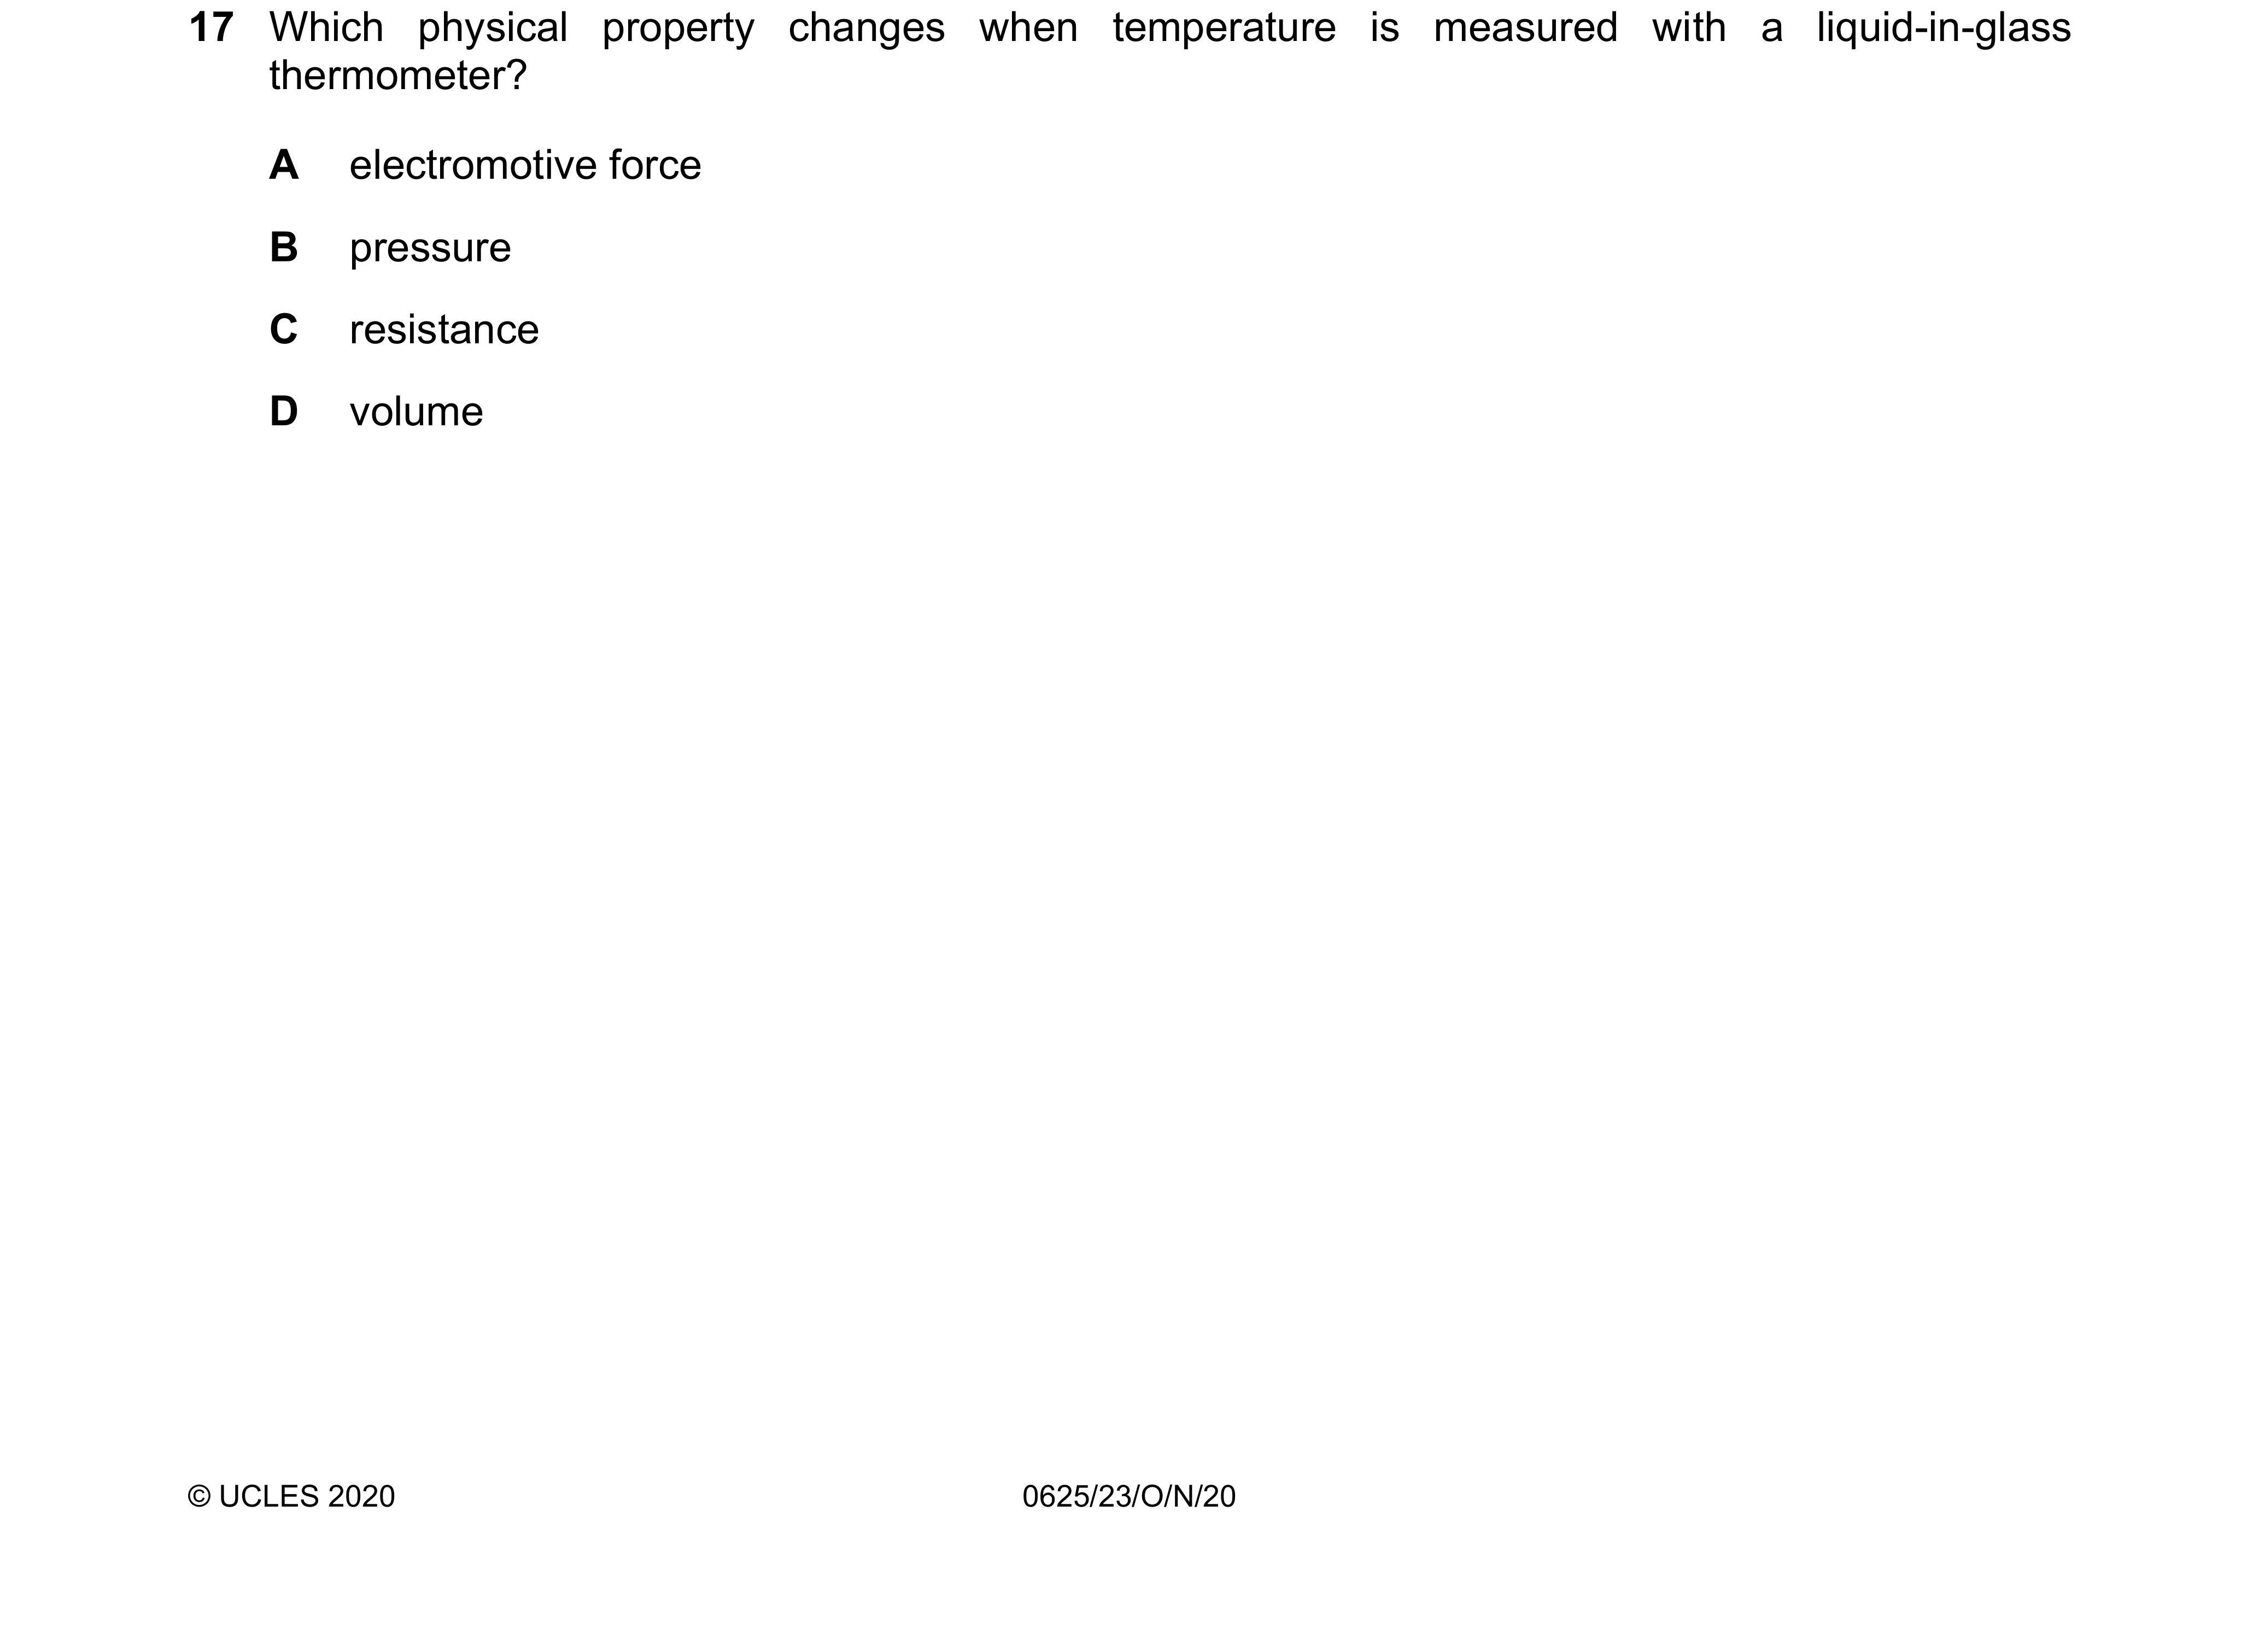 17 Which physical property changes when temperature is measured with a liquid-in-glass
thermometer?
A electromotive force
B pressure
C resistance
D volume
© UCLES 2020 0625/23/O/N/20